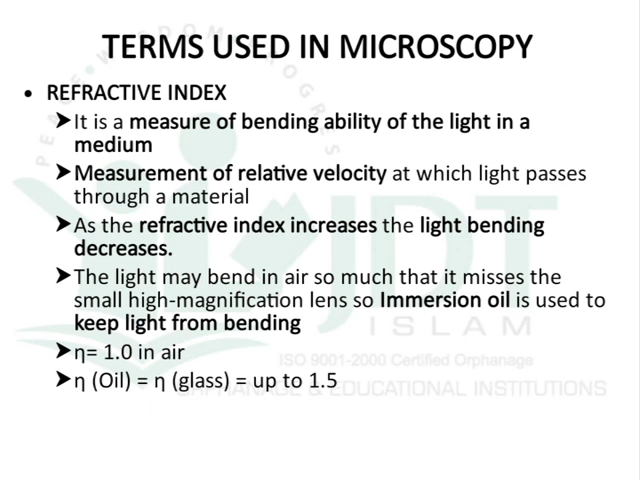 TERMS USED IN MICROSCOPY
• REFRACTIVE INDEX
➤It is a measure of bending ability of the light in a
medium
➤Measurement of relative velocity at which light passes
through a material
➤As the refractive index increases the light bending
decreases.
➤The light may bend in air so much that it misses the
small high-magnification lens so Immersion oil is used to
keep light from bending
➤η= 1.0 in air
➤η (Oil) = η (glass) = up to 1.5
JDT
ISLAM
ISO 9001-2000 Certified Orphanage
ORPHANAGE & EDUCATIONAL INSTITUTIONS